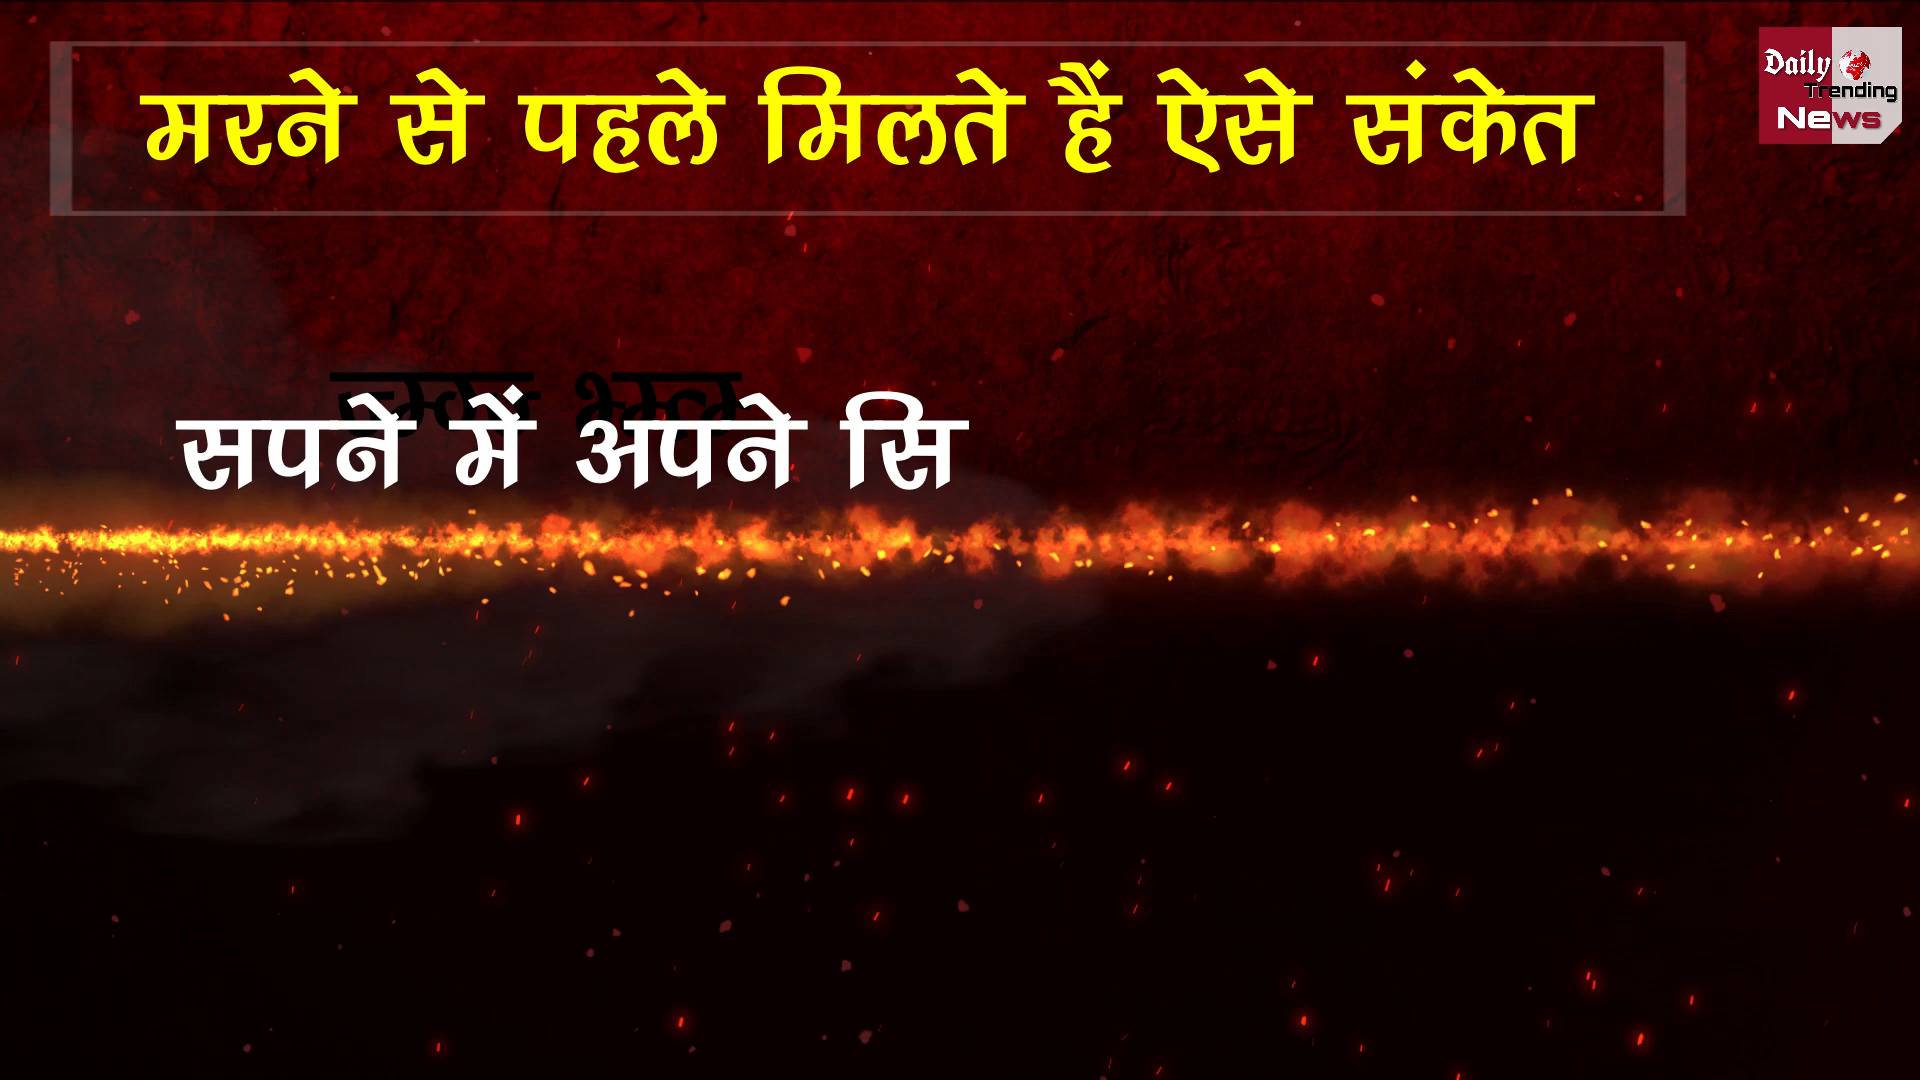 मरने से पहले मिलते हैं ऐसे संकेत
Daily
Trending
News
सपने में अपने सि